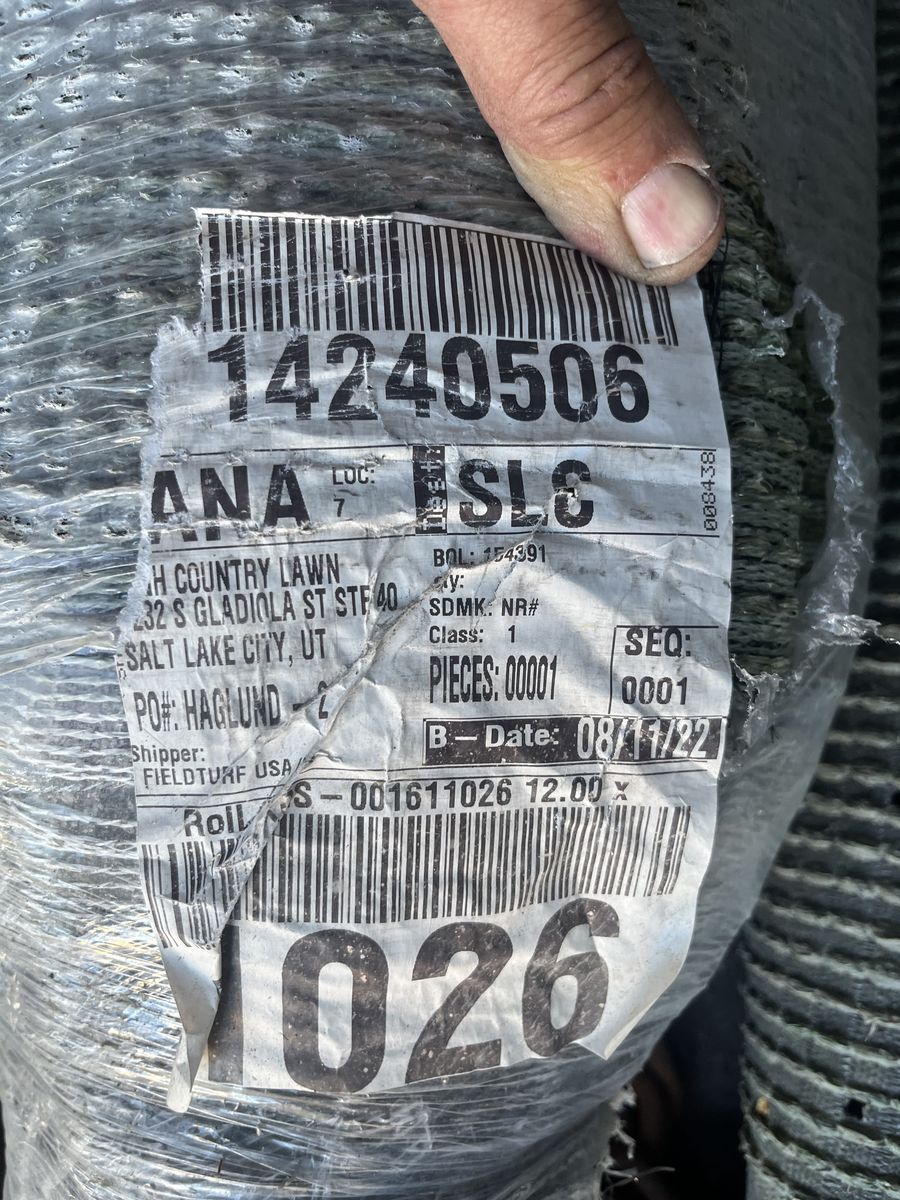 14240506
ANA LOC: 7 SLC
008438
COUNTRY LAWN
S GLADIOLA ST STE 40
SALT LAKE CITY, UT
PO#: HAGLUND - 2
Shipper:
FIELDTURF USA
BOL: 154391
SDMK: NR#
Class: 1
PIECES: 00001
SEQ:
0001
B - Date: 08/11/22
Roll S - 001611026 12.00 x
1026